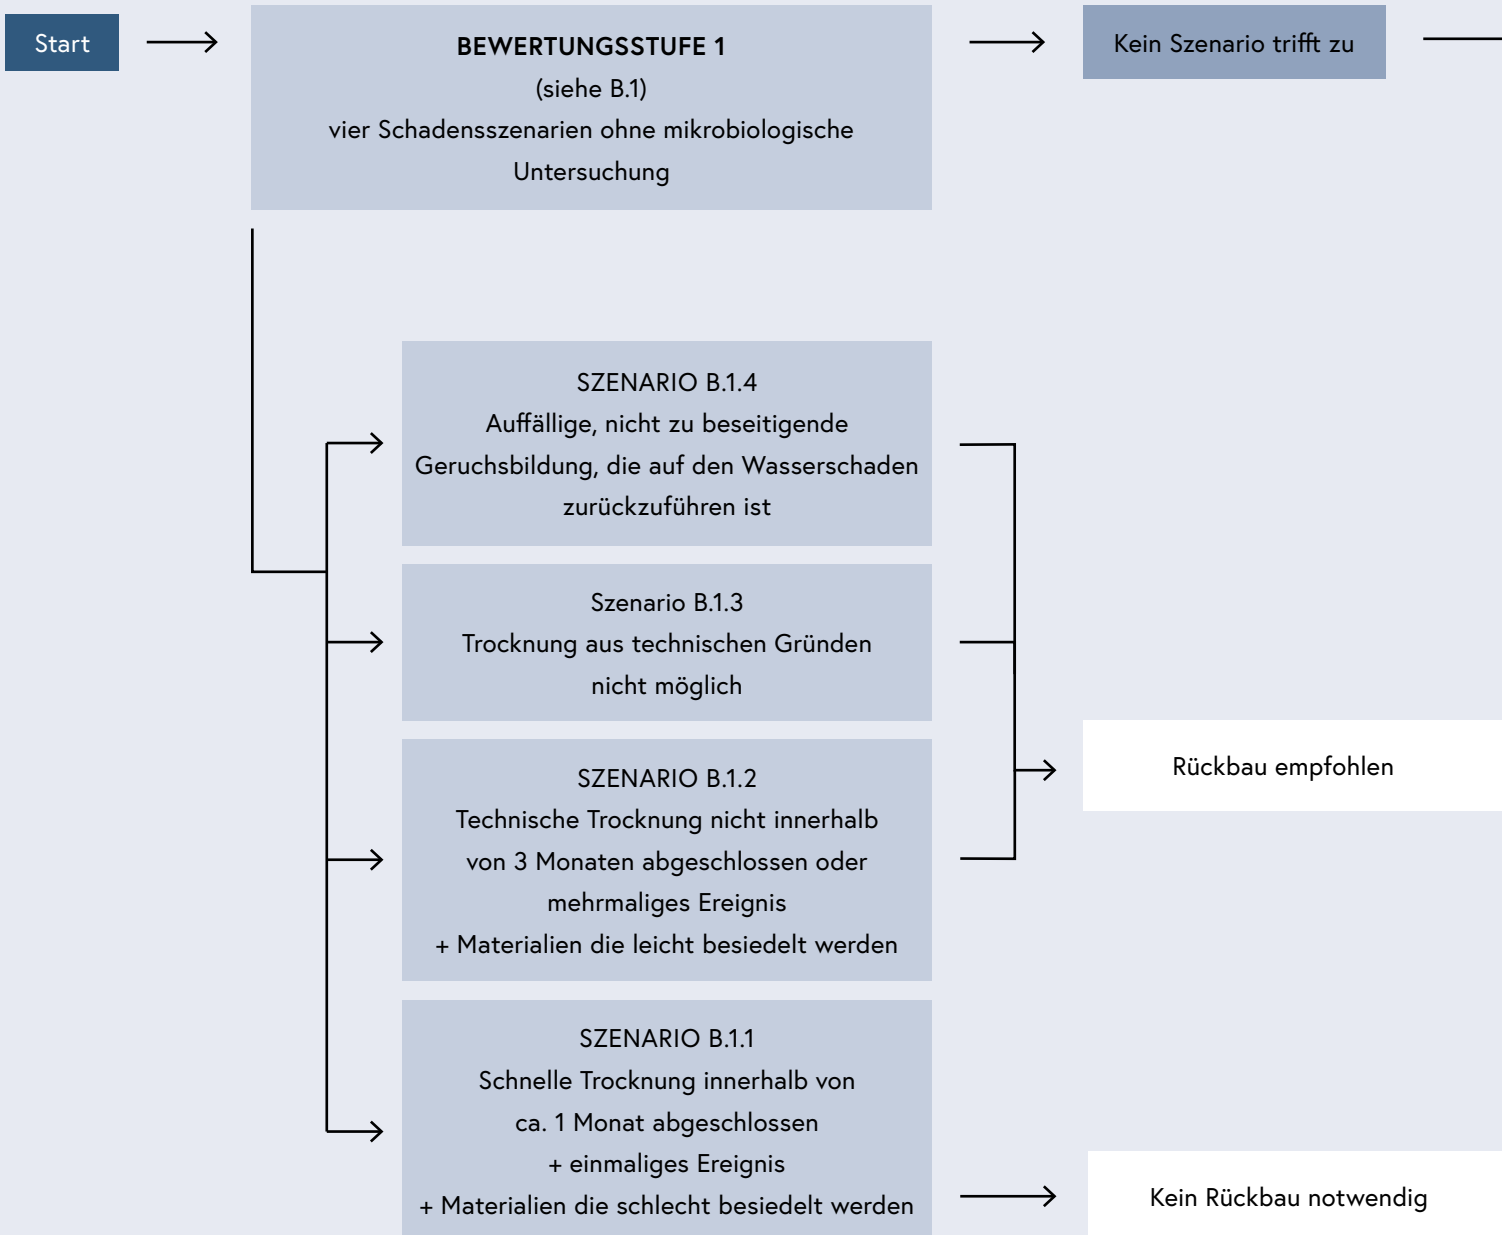 Start
BEWERTUNGSSTUFE 1
(siehe B.1)
vier Schadensszenarien ohne mikrobiologische
Untersuchung
Kein Szenario trifft zu
SZENARIO B.1.4
Auffällige, nicht zu beseitigende
Geruchsbildung, die auf den Wasserschaden
zurückzuführen ist
Szenario B.1.3
Trocknung aus technischen Gründen
nicht möglich
SZENARIO B.1.2
Technische Trocknung nicht innerhalb
von 3 Monaten abgeschlossen oder
mehrmaliges Ereignis
+ Materialien die leicht besiedelt werden
Rückbau empfohlen
SZENARIO B.1.1
Schnelle Trocknung innerhalb von
ca. 1 Monat abgeschlossen
+ einmaliges Ereignis
+ Materialien die schlecht besiedelt werden
Kein Rückbau notwendig